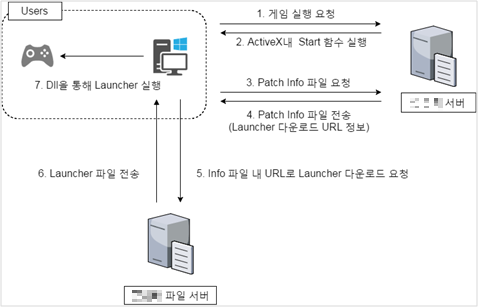 Users
1. 게임 실행 요청
2. ActiveX내 Start 함수 실행
7. Dll을 통해 Launcher 실행
3. Patch Info 파일 요청
서버
4. Patch Info 파일 전송
(Launcher 다운로드 URL 정보)
6. Launcher 파일 전송
5. Info 파일 내 URL로 Launcher 다운로드 요청
파일 서버